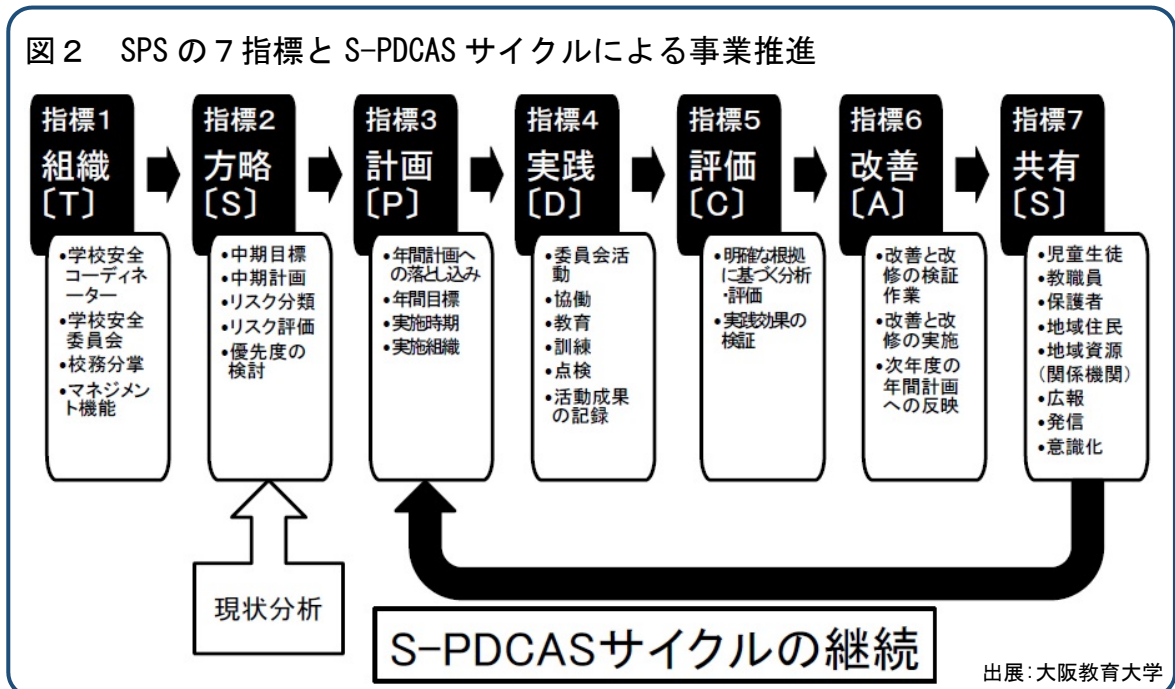 図２　SPS の７指標と S-PDCAS サイクルによる事業推進
指標1
組織
〔T〕
•学校安全
コーディネ
ーター
•学校安全
委員会
•校務分掌
•マネジメン
ト機能
指標2
方略
〔S〕
•中期目標
•中期計画
•リスク分類
•リスク評価
•優先度の
検討
指標3
計画
〔P〕
•年間計画へ
の落とし込み
•年間目標
•実施時期
•実施組織
指標4
実践
〔D〕
•委員会活
動
•協働
•教育
•訓練
•点検
•活動成果
の記録
指標5
評価
〔C〕
•明確な根拠
に基づく分析
・評価
•実践効果の
検証
指標6
改善
〔A〕
•改善と改
修の検証
作業
•改善と改
修の実施
•次年度の
年間計画
への反映
指標7
共有
〔S〕
•児童生徒
•教職員
•保護者
•地域住民
•地域資源
(関係機関)
•広報
•発信
•意識化
現状分析
S-PDCASサイクルの継続
出展:大阪教育大学